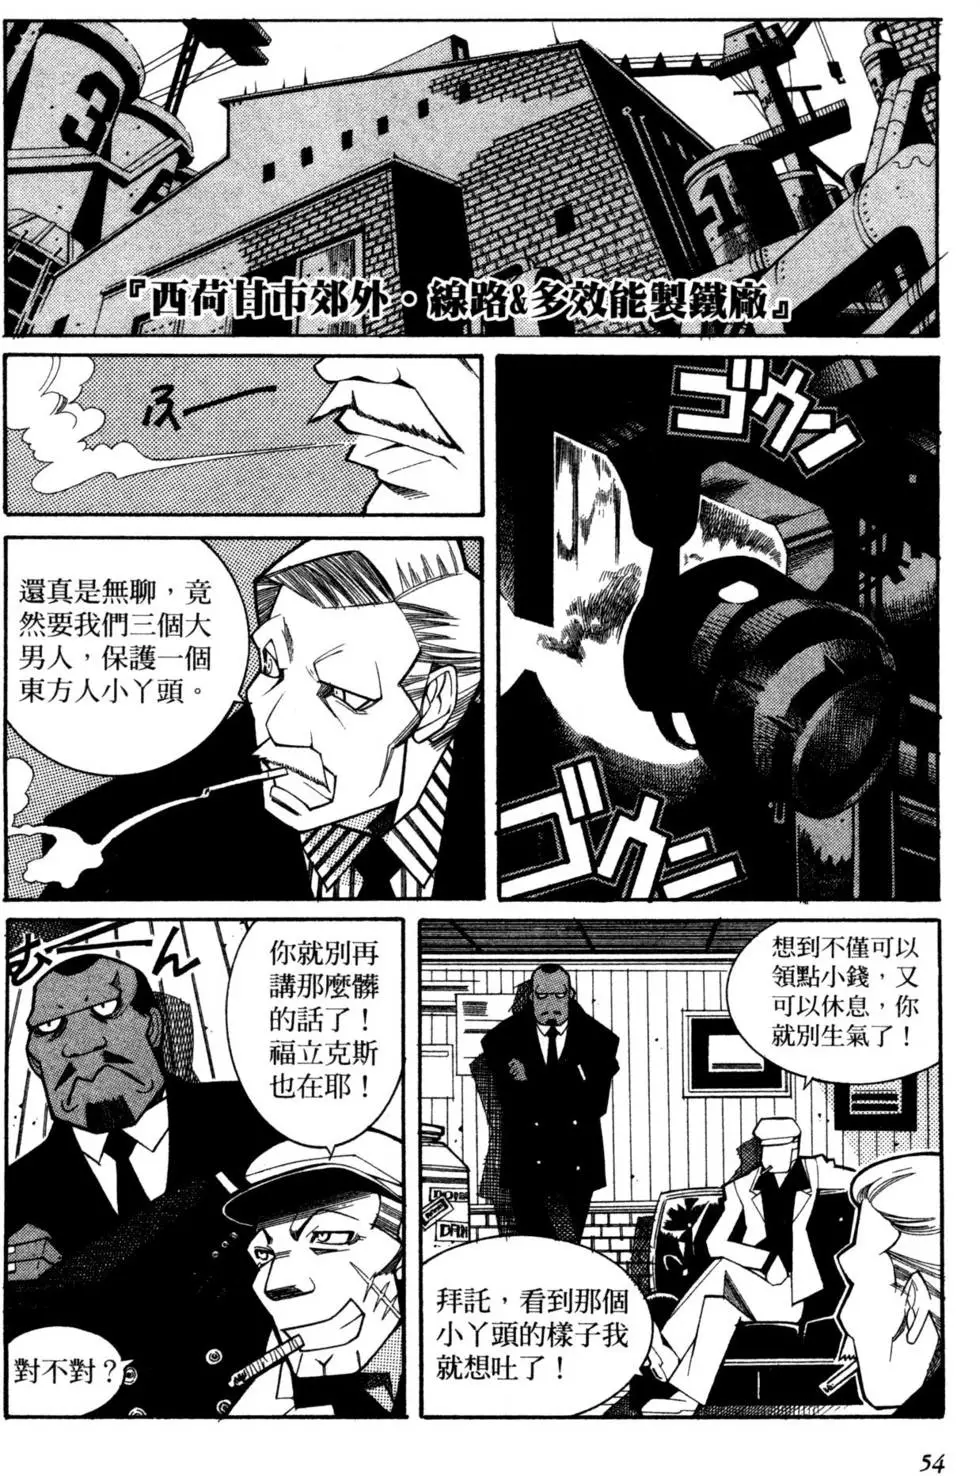 3
『西荷甘市郊外・線路&多效能製鐵廠』
1
ゴウン
ゴウン
還真是無聊，竟
然要我們三個大
男人，保護一個
東方人小丫頭。
想到不僅可以
領點小錢，又
可以休息，你
就別生氣了！
拜託，看到那個
小丫頭的樣子我
就想吐了！
む——ん
你就別再
講那麼髒
的話了！
福立克斯
也在耶！
對不對？
54